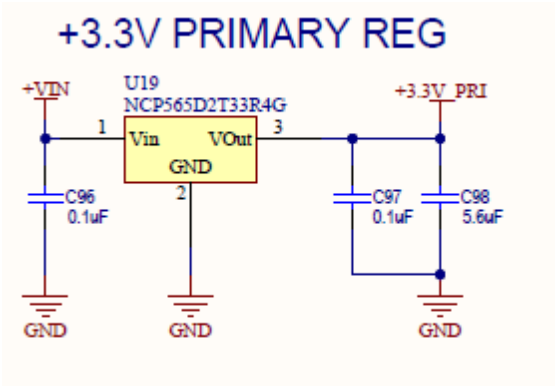 +3.3V PRIMARY REG
+VIN
U19
NCP565D2T33R4G
+3.3V_PRI
1
Vin
VOut
3
GND
2
C96
0.1uF
C97
0.1uF
C98
5.6uF
GND
GND
GND